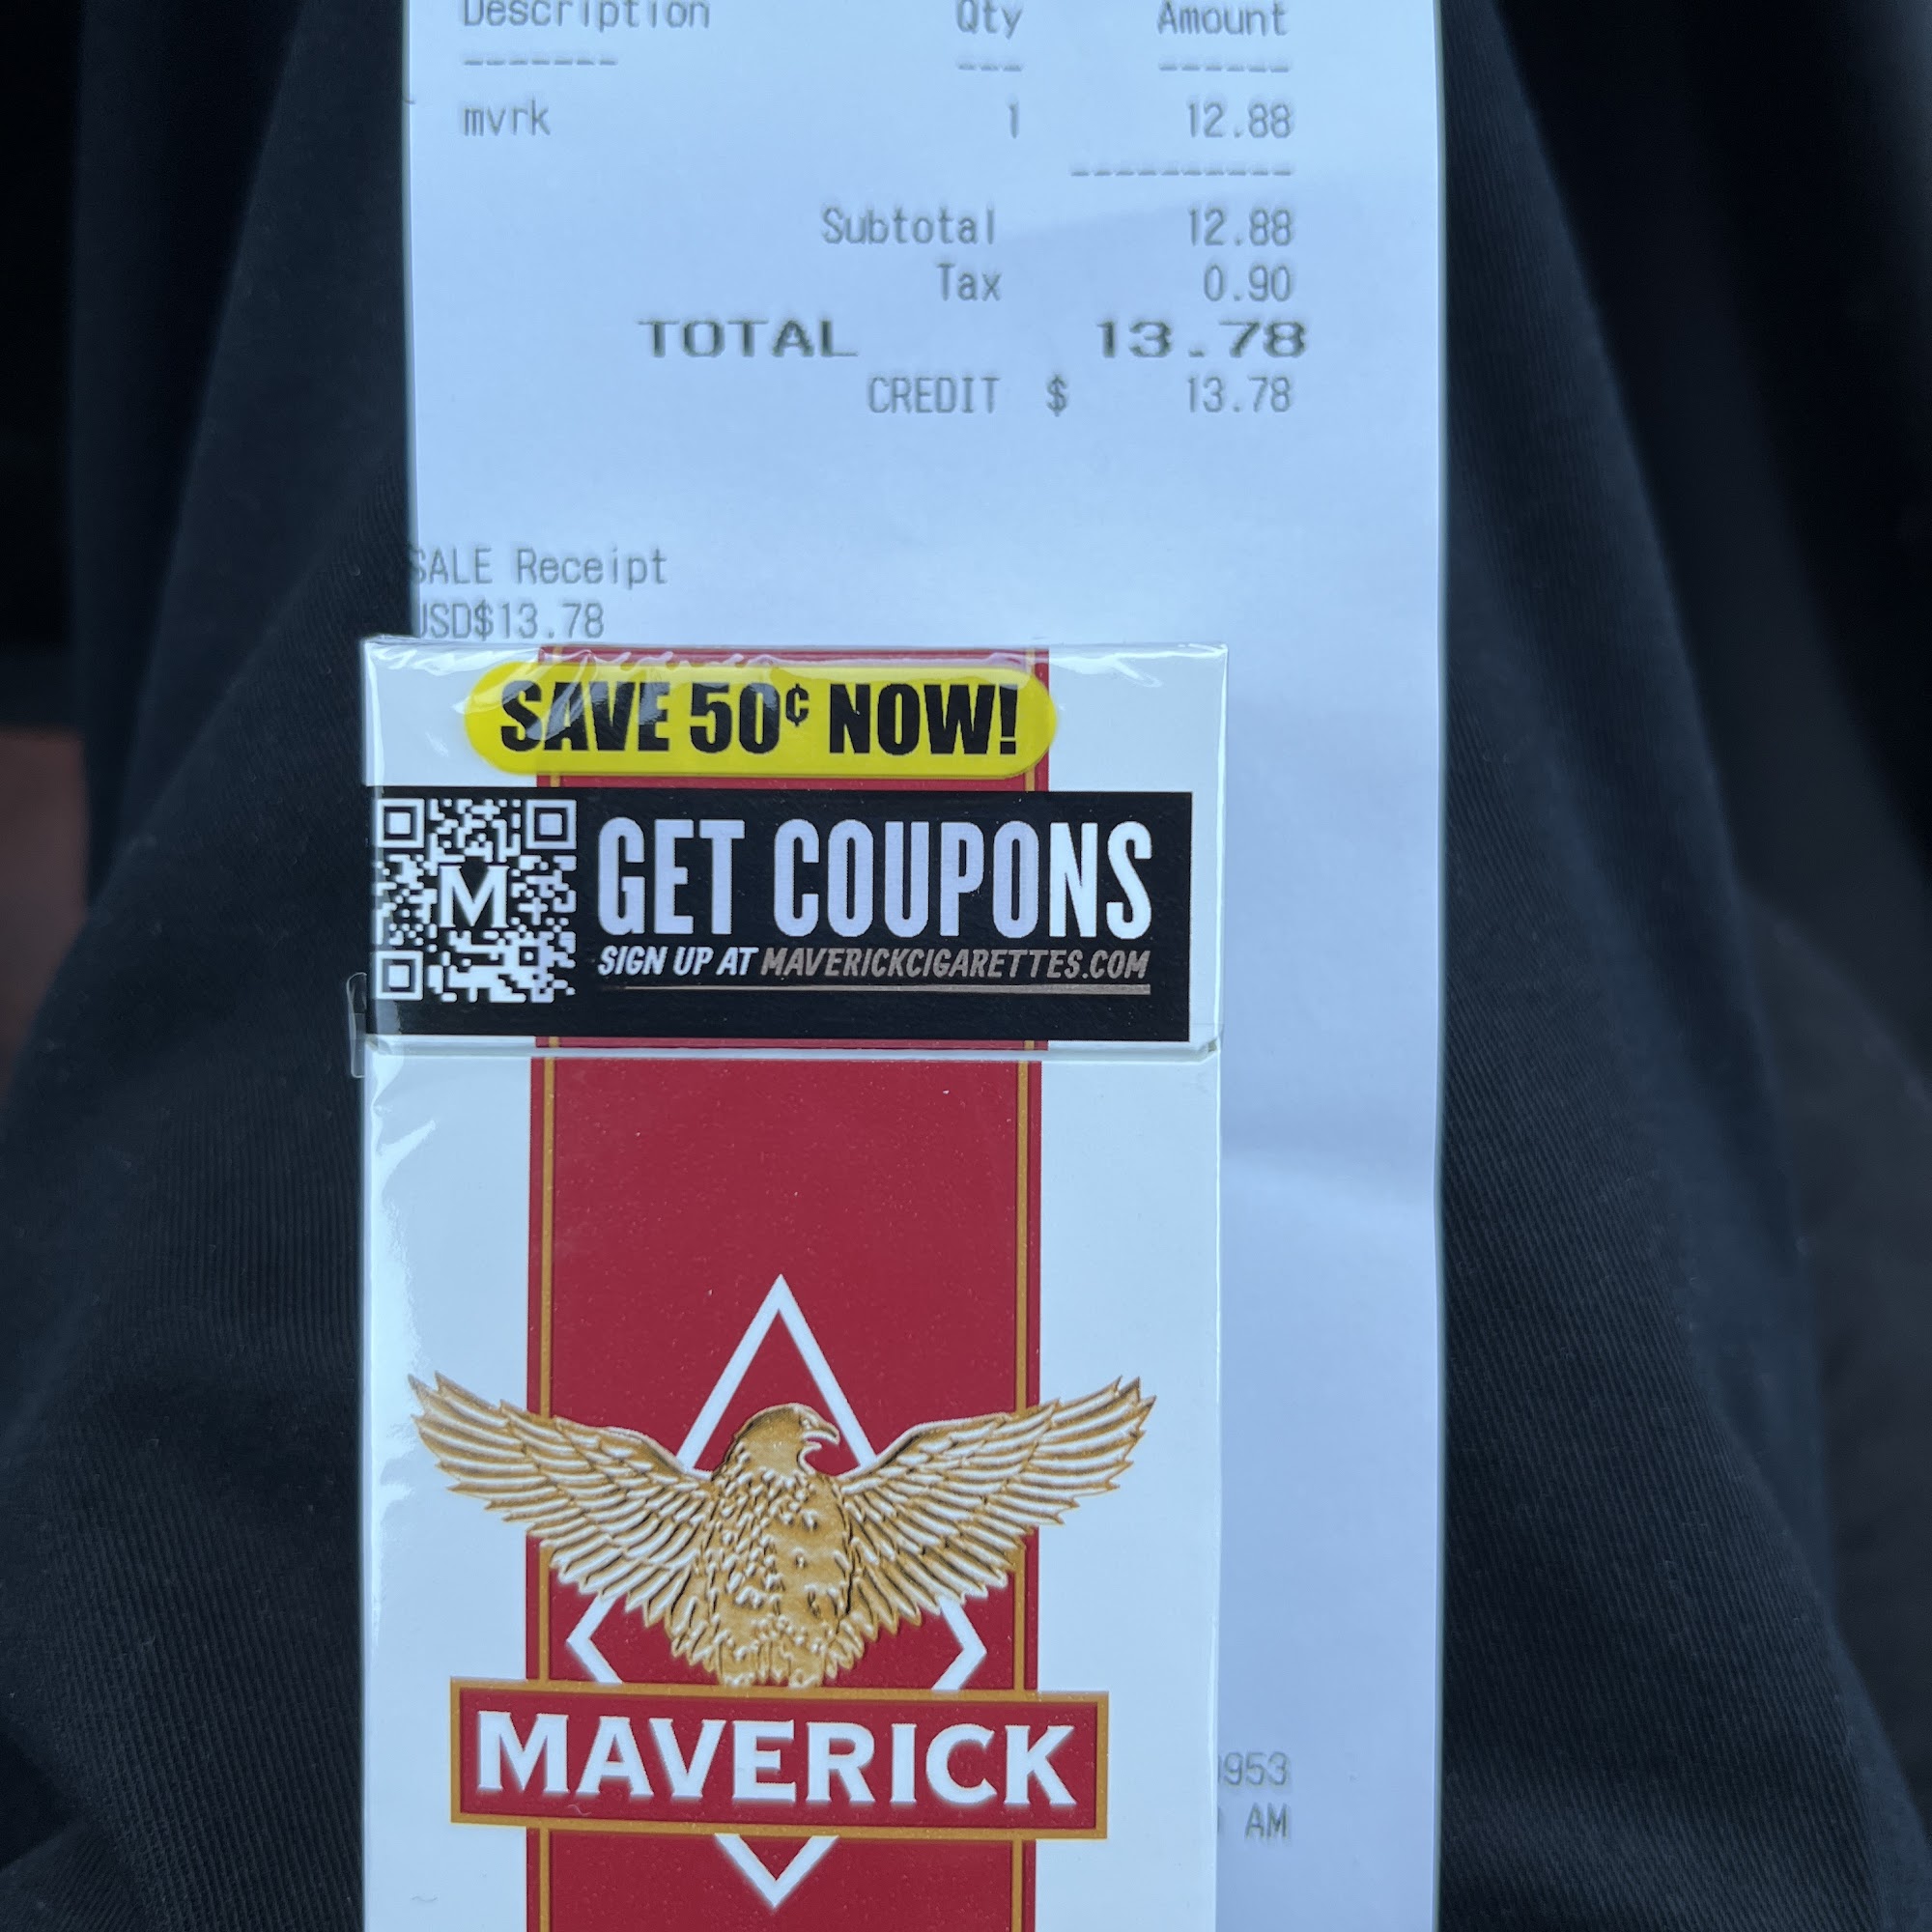 Description Qty Amount
------- --- ------
mvrk 1 12.88
----------
Subtotal 12.88
Tax 0.90
TOTAL 13.78
CREDIT $ 13.78
SALE Receipt
USD$13.78
SAVE 50¢ NOW!
M
GET COUPONS
SIGN UP AT MAVERICKCIGARETTES.COM
MAVERICK
953
AM